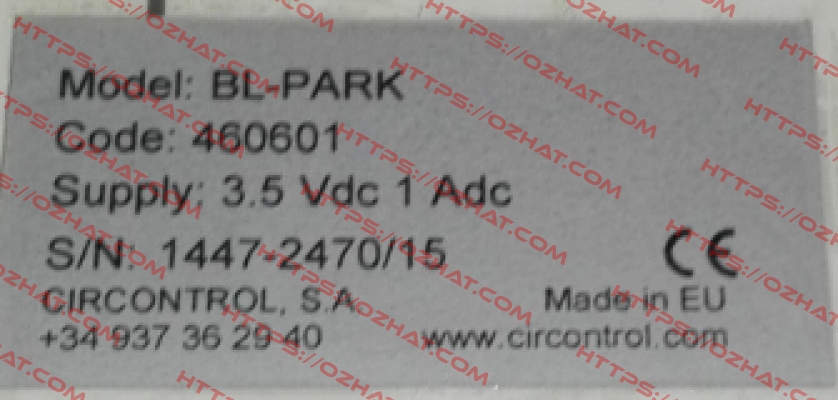 Model: BL-PARK
Code: 460601
Supply: 3.5 Vdc 1 Adc
S/N: 1447-2470/15
CE
CIRCONTROL, S.A.
Made in EU
+34 937 36 29 40
www.circontrol.com
HTTPS://OZHAT.COM